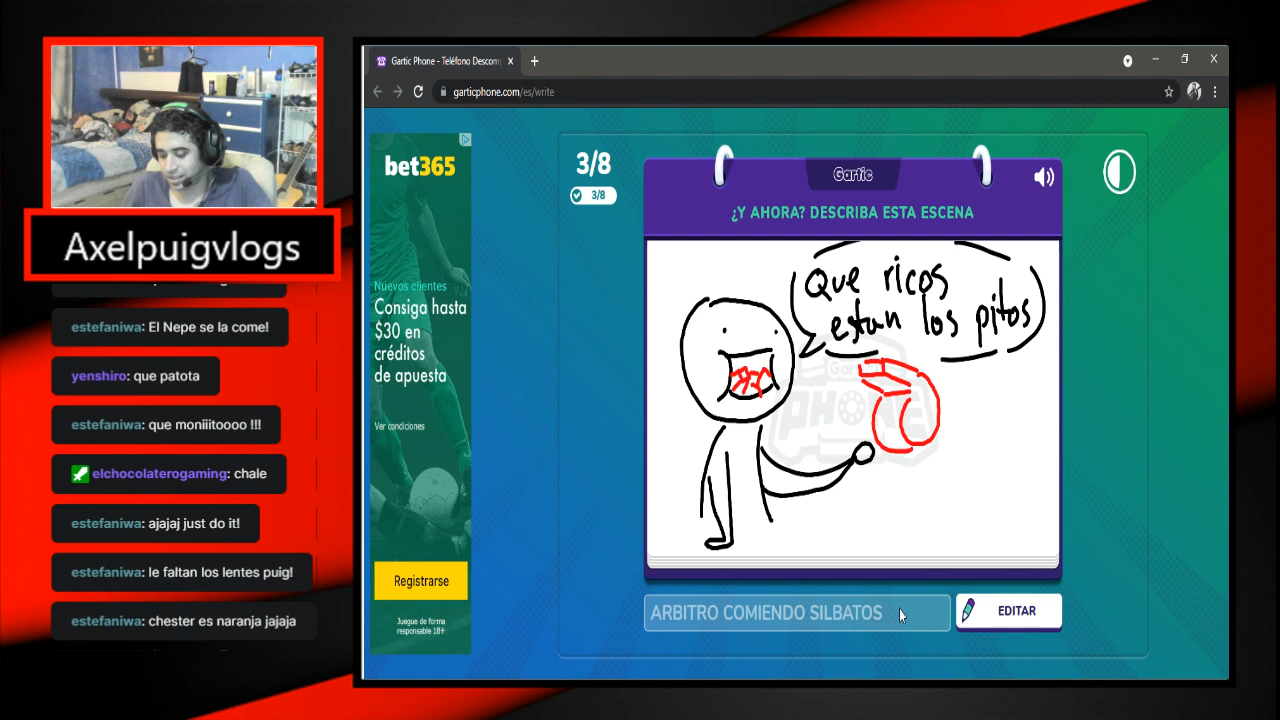 Gartic Phone - Teléfono Descom
garticphone.com/es/write
Axelpuigvlogs
estefaniwa: El Nepe se la come!
yenshiro: que patota
estefaniwa: que moniiitoooo !!!
elchocolaterogaming: chale
estefaniwa: ajajaj just do it!
estefaniwa: le faltan los lentes puig!
estefaniwa: chester es naranja jajaja
bet365
Nuevos clientes
Consiga hasta
$30 en
créditos
de apuesta
Ver condiciones
Registrarse
Juegue de forma
responsable 18+
3/8
3/8
Gartic
¿Y AHORA? DESCRIBA ESTA ESCENA
Que ricos
estan los pitos
Gartic
PHONE
ARBITRO COMIENDO SILBATOS
EDITAR